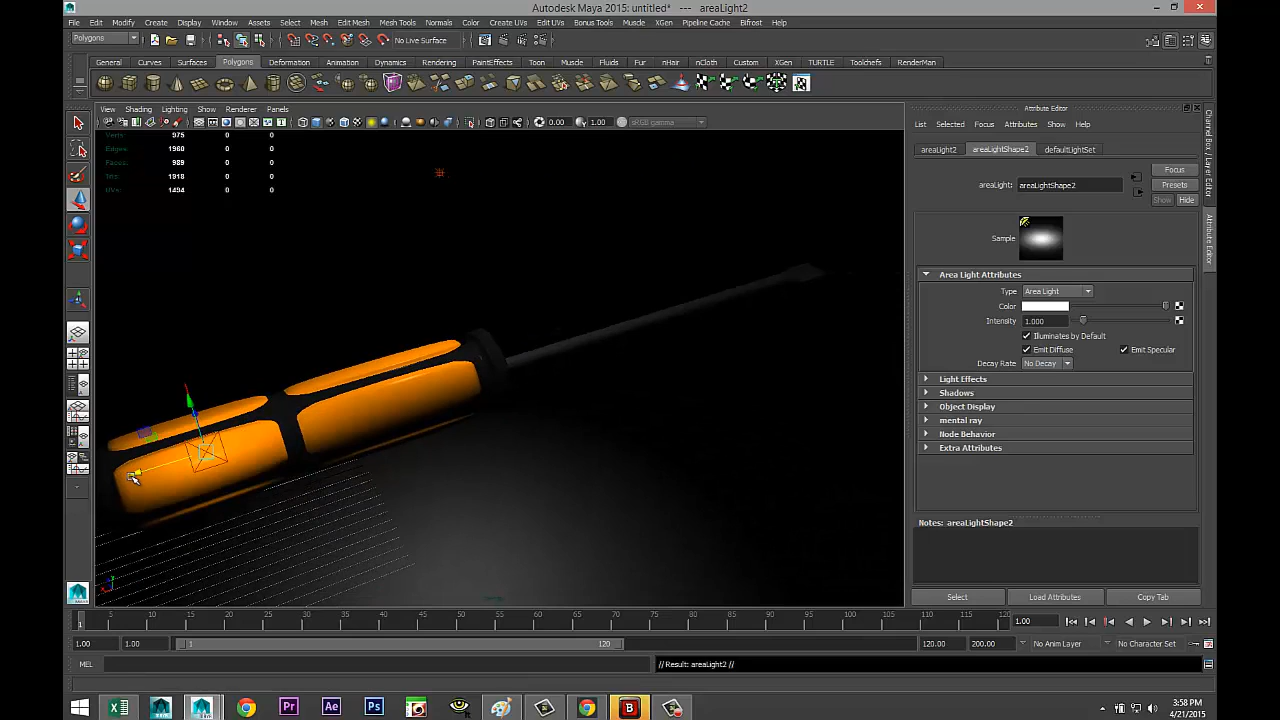 Autodesk Maya 2015: untitled* --- areaLight2
File Edit Modify Create Display Window Assets Select Mesh Edit Mesh Mesh Tools Normals Color Create UVs Edit UVs Bonus Tools Muscle XGen Pipeline Cache Bifrost Help
Polygons
No Live Surface
General Curves Surfaces Polygons Deformation Animation Dynamics Rendering PaintEffects Toon Muscle Fluids Fur nHair nCloth Custom XGen TURTLE Toolchefs RenderMan
View Shading Lighting Show Renderer Panels
0.00 1.00 sRGB gamma
Verts: 975 0 0
Edges: 1960 0 0
Faces: 989 0 0
Tris: 1918 0 0
UVs: 1494 0 0
Attribute Editor
List Selected Focus Attributes Show Help
areaLight2 areaLightShape2 defaultLightSet
areaLight: areaLightShape2
Focus
Presets
Show Hide
Sample
Area Light Attributes
Type Area Light
Color
Intensity 1.000
Illuminates by Default
Emit Diffuse Emit Specular
Decay Rate No Decay
Light Effects
Shadows
Object Display
mental ray
Node Behavior
Extra Attributes
Notes: areaLightShape2
Select Load Attributes Copy Tab
Channel Box / Layer Editor
Attribute Editor
1 5 10 15 20 25 30 35 40 45 50 55 60 65 70 75 80 85 90 95 100 105 110 115 120
1.00
1.00 1.00 1 120 120.00 200.00 No Anim Layer No Character Set
MEL // Result: areaLight2 //
3:58 PM
4/21/2015